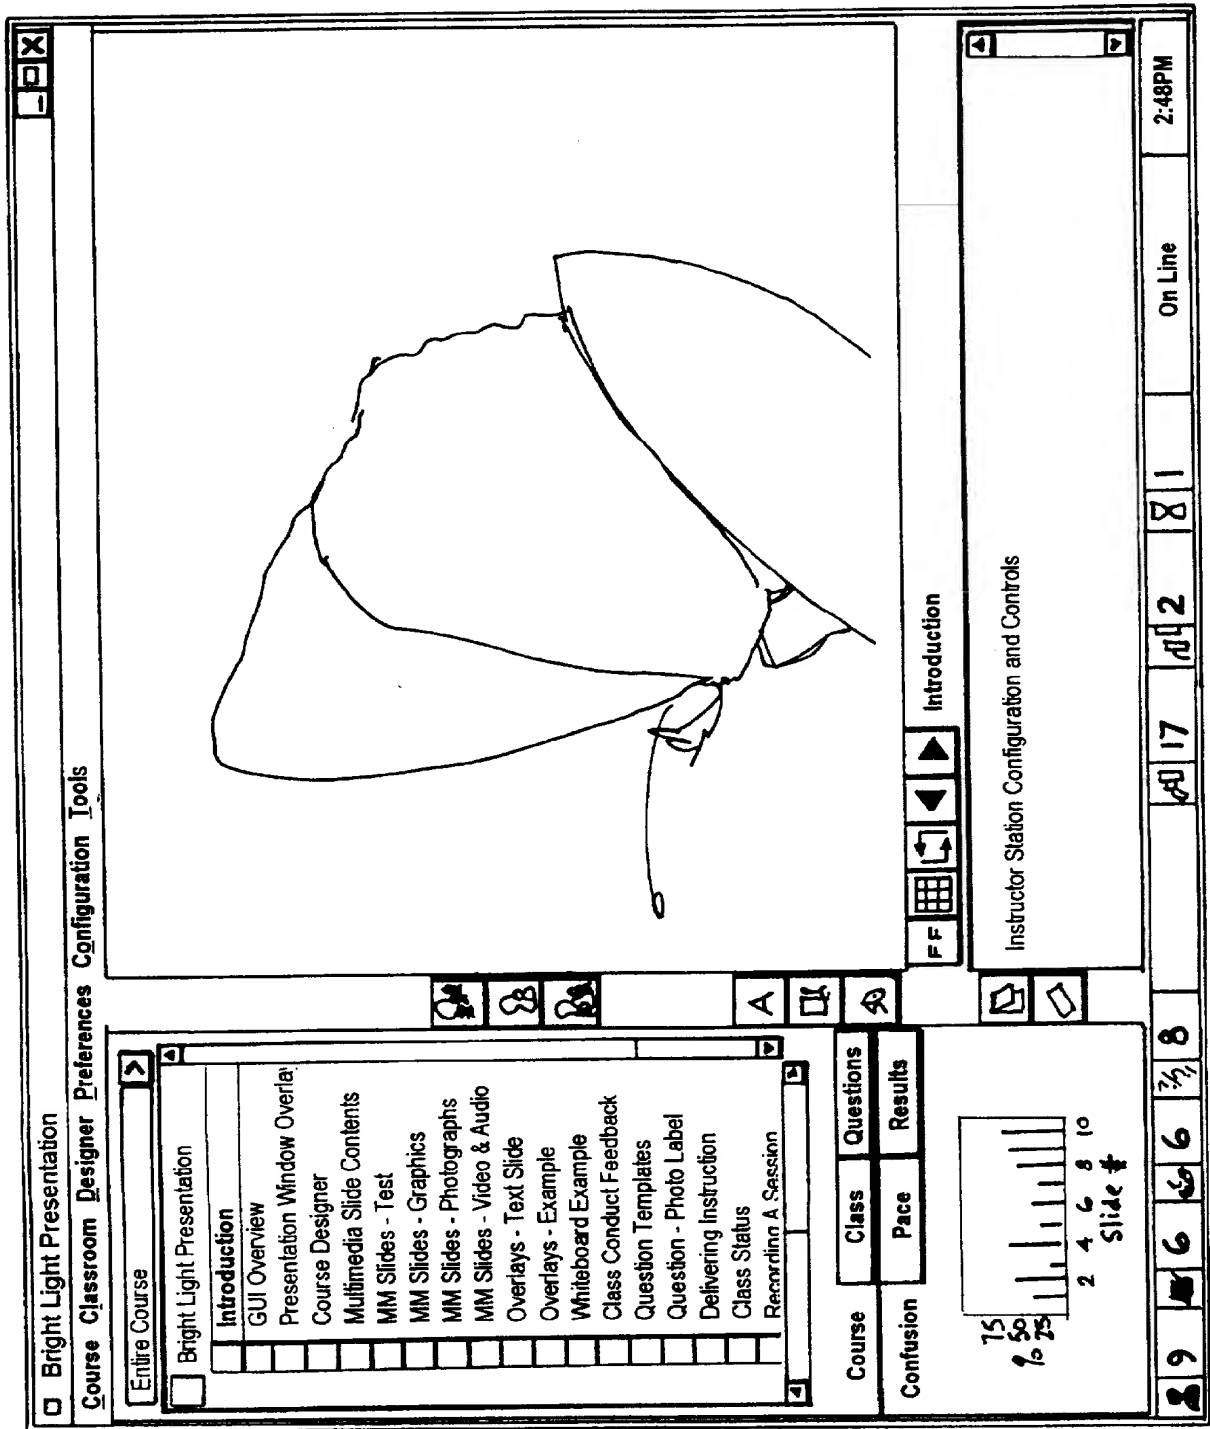 Bright Light Presentation
Course Classroom Designer Preferences Configuration Tools
Entire Course
Bright Light Presentation
Introduction
GUI Overview
Presentation Window Overlay
Course Designer
Multimedia Slide Contents
MM Slides - Test
MM Slides - Graphics
MM Slides - Photographs
MM Slides - Video & Audio
Overlays - Text Slide
Overlays - Example
Whiteboard Example
Class Conduct Feedback
Question Templates
Question - Photo Label
Delivering Instruction
Class Status
Recording A Session
A
FF Introduction
Course Class Questions
Confusion Pace Results
75
% 50
25
2 4 6 8 10
Slide #
Instructor Station Configuration and Controls
9 6 6 8 17 2 1 On Line 2:48PM